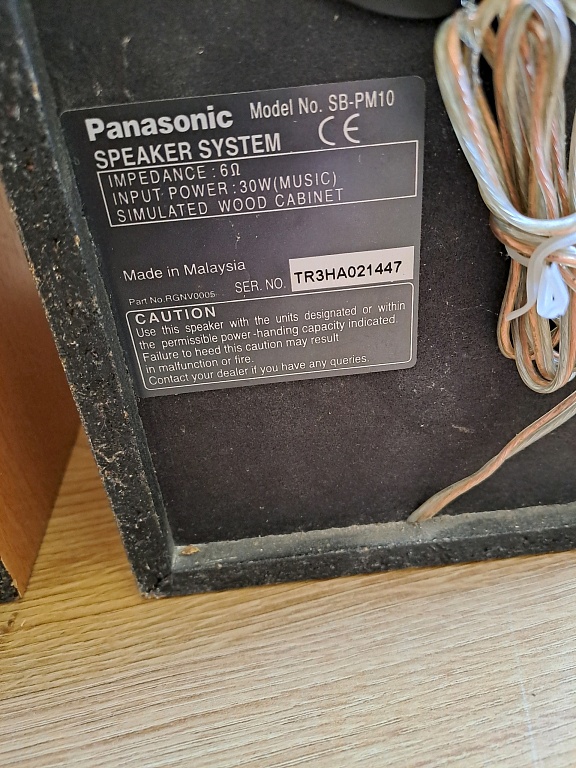 Panasonic Model No. SB-PM10
SPEAKER SYSTEM CE
IMPEDANCE : 6Ω
INPUT POWER : 30W(MUSIC)
SIMULATED WOOD CABINET
Made in Malaysia
Part No.RGNV0005 SER. NO. TR3HA021447
CAUTION
Use this speaker with the units designated or within
the permissible power-handing capacity indicated.
Failure to heed this caution may result
in malfunction or fire.
Contact your dealer if you have any queries.